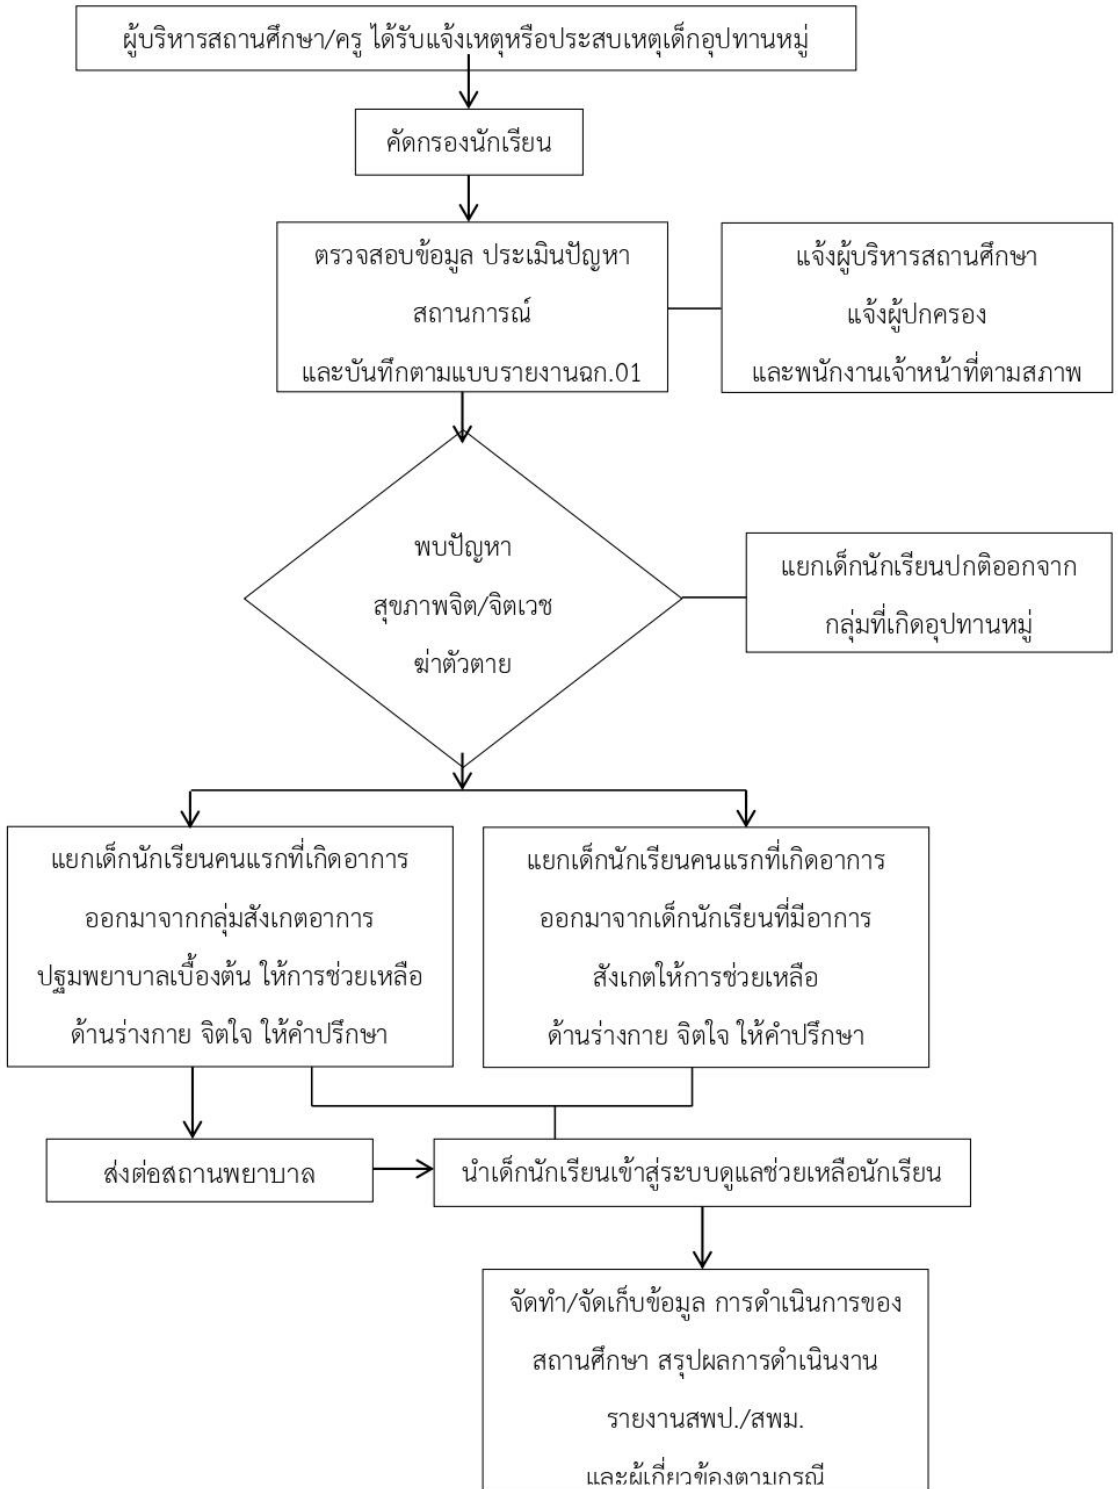 ผู้บริหารสถานศึกษา/ครู ได้รับแจ้งเหตุหรือประสบเหตุเด็กอุปทานหมู่
คัดกรองนักเรียน
ตรวจสอบข้อมูล ประเมินปัญหา
สถานการณ์
และบันทึกตามแบบรายงานฉก.01
แจ้งผู้บริหารสถานศึกษา
แจ้งผู้ปกครอง
และพนักงานเจ้าหน้าที่ตามสภาพ
พบปัญหา
สุขภาพจิต/จิตเวช
ฆ่าตัวตาย
แยกเด็กนักเรียนปกติออกจาก
กลุ่มที่เกิดอุปทานหมู่
แยกเด็กนักเรียนคนแรกที่เกิดอาการ
ออกมาจากกลุ่มสังเกตอาการ
ปฐมพยาบาลเบื้องต้น ให้การช่วยเหลือ
ด้านร่างกาย จิตใจ ให้คำปรึกษา
แยกเด็กนักเรียนคนแรกที่เกิดอาการ
ออกมาจากเด็กนักเรียนที่มีอาการ
สังเกตให้การช่วยเหลือ
ด้านร่างกาย จิตใจ ให้คำปรึกษา
ส่งต่อสถานพยาบาล
นำเด็กนักเรียนเข้าสู่ระบบดูแลช่วยเหลือนักเรียน
จัดทำ/จัดเก็บข้อมูล การดำเนินการของ
สถานศึกษา สรุปผลการดำเนินงาน
รายงานสพป./สพม.
และผู้เกี่ยวข้องตามกรณี